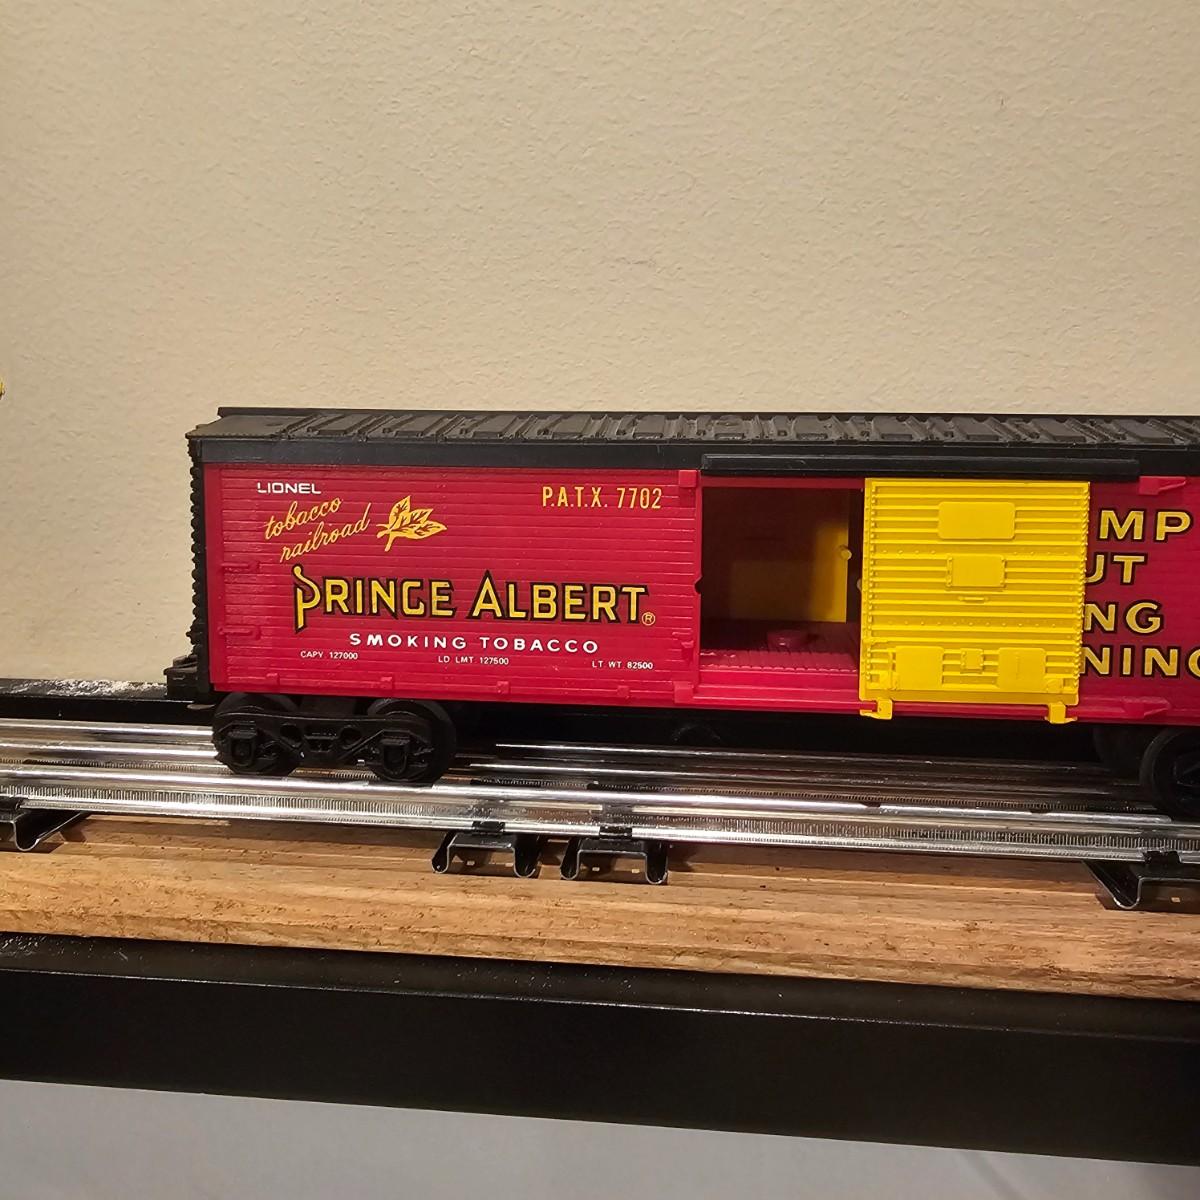 LIONEL
tobacco
railroad
P.A.T.X. 7702
PRINCE ALBERT®
SMOKING TOBACCO
CAPY. 127000 LD. LMT. 127500 LT. WT. 82500
MP
UT
NG
NING